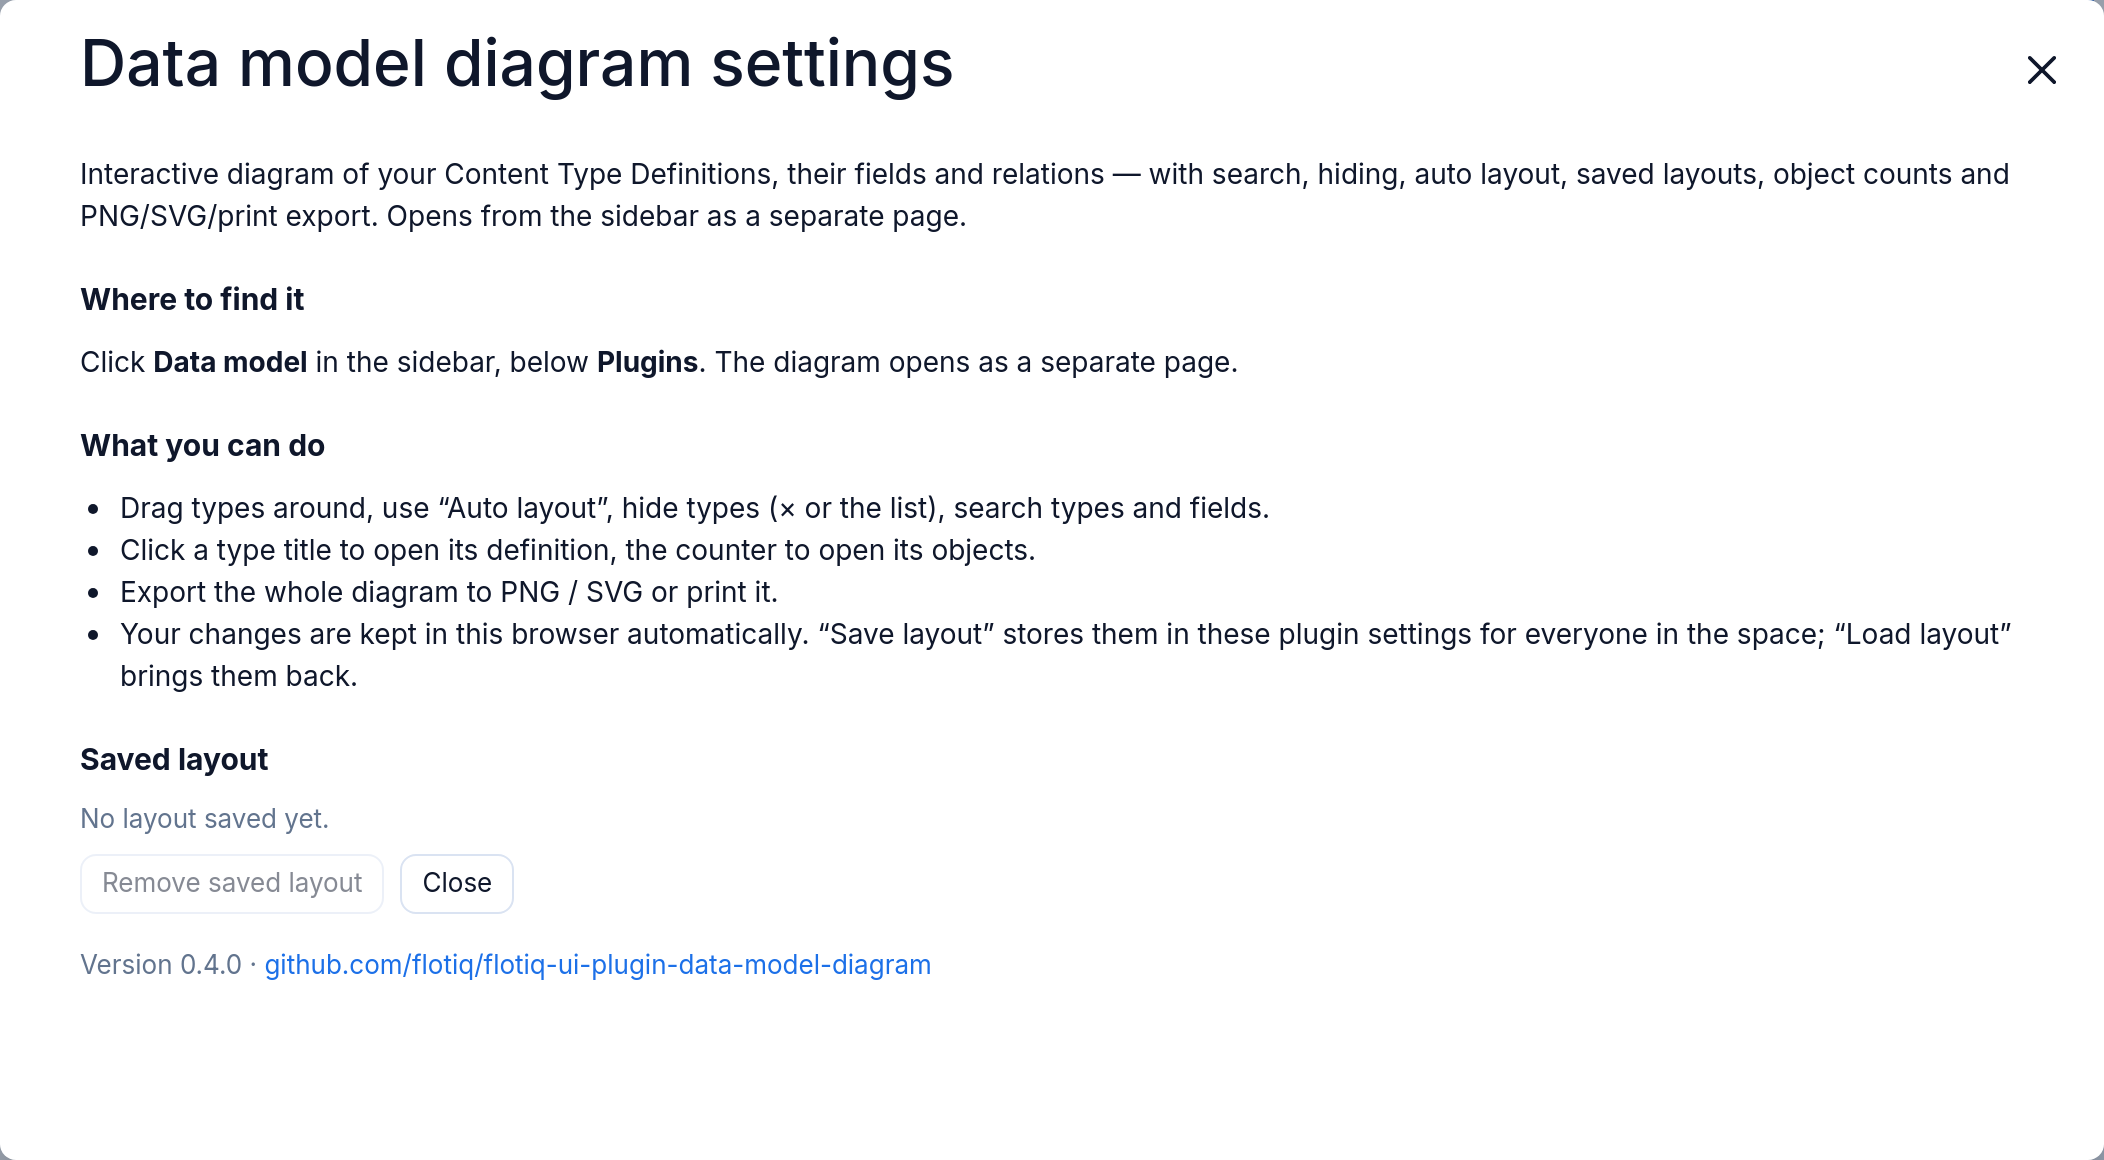 Data model diagram settings
Interactive diagram of your Content Type Definitions, their fields and relations — with search, hiding, auto layout, saved layouts, object counts and
PNG/SVG/print export. Opens from the sidebar as a separate page.
Where to find it
Click Data model in the sidebar, below Plugins. The diagram opens as a separate page.
What you can do
• Drag types around, use “Auto layout”, hide types (× or the list), search types and fields.
• Click a type title to open its definition, the counter to open its objects.
• Export the whole diagram to PNG / SVG or print it.
• Your changes are kept in this browser automatically. “Save layout” stores them in these plugin settings for everyone in the space; “Load layout”
brings them back.
Saved layout
No layout saved yet.
Remove saved layout Close
Version 0.4.0 · github.com/flotiq/flotiq-ui-plugin-data-model-diagram